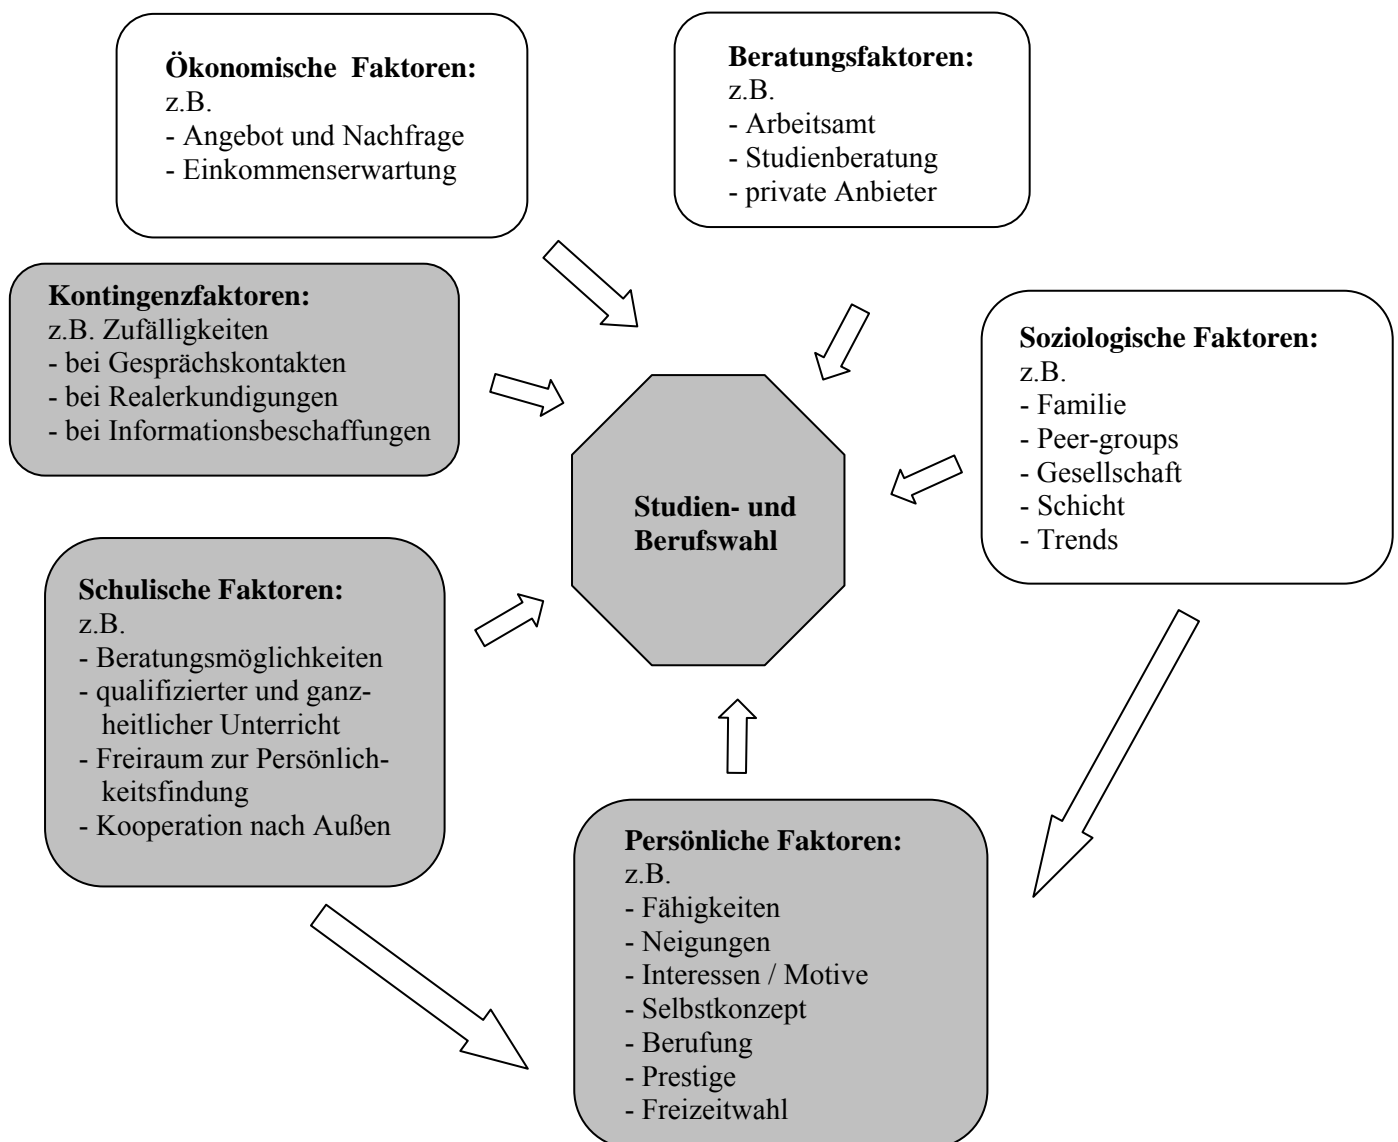 Ökonomische Faktoren:
z.B.
- Angebot und Nachfrage
- Einkommenserwartung
Beratungsfaktoren:
z.B.
- Arbeitsamt
- Studienberatung
- private Anbieter
Kontingenzfaktoren:
z.B. Zufälligkeiten
- bei Gesprächskontakten
- bei Realerkundigungen
- bei Informationsbeschaffungen
Soziologische Faktoren:
z.B.
- Familie
- Peer-groups
- Gesellschaft
- Schicht
- Trends
Studien- und
Berufswahl
Schulische Faktoren:
z.B.
- Beratungsmöglichkeiten
- qualifizierter und ganz-
heitlicher Unterricht
- Freiraum zur Persönlich-
keitsfindung
- Kooperation nach Außen
Persönliche Faktoren:
z.B.
- Fähigkeiten
- Neigungen
- Interessen / Motive
- Selbstkonzept
- Berufung
- Prestige
- Freizeitwahl